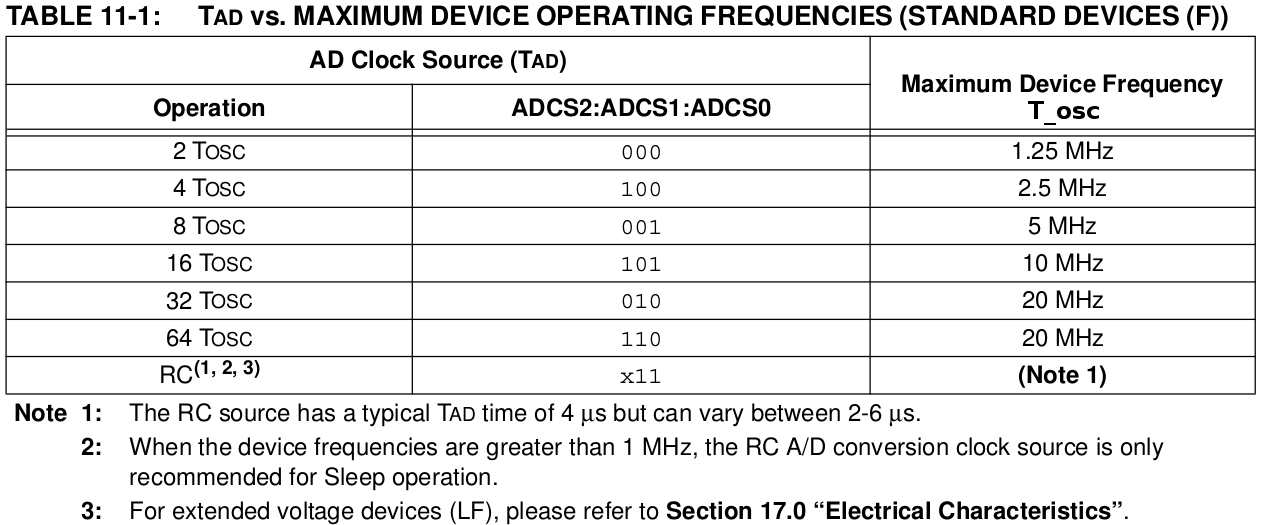 TABLE 11-1: TAD vs. MAXIMUM DEVICE OPERATING FREQUENCIES (STANDARD DEVICES (F))
AD Clock Source (TAD)
Maximum Device Frequency
T_osc
Operation ADCS2:ADCS1:ADCS0
2 TOSC 000 1.25 MHz
4 TOSC 100 2.5 MHz
8 TOSC 001 5 MHz
16 TOSC 101 10 MHz
32 TOSC 010 20 MHz
64 TOSC 110 20 MHz
RC(1, 2, 3) x11 (Note 1)
Note 1: The RC source has a typical TAD time of 4 μs but can vary between 2-6 μs.
2: When the device frequencies are greater than 1 MHz, the RC A/D conversion clock source is only
recommended for Sleep operation.
3: For extended voltage devices (LF), please refer to Section 17.0 “Electrical Characteristics”.